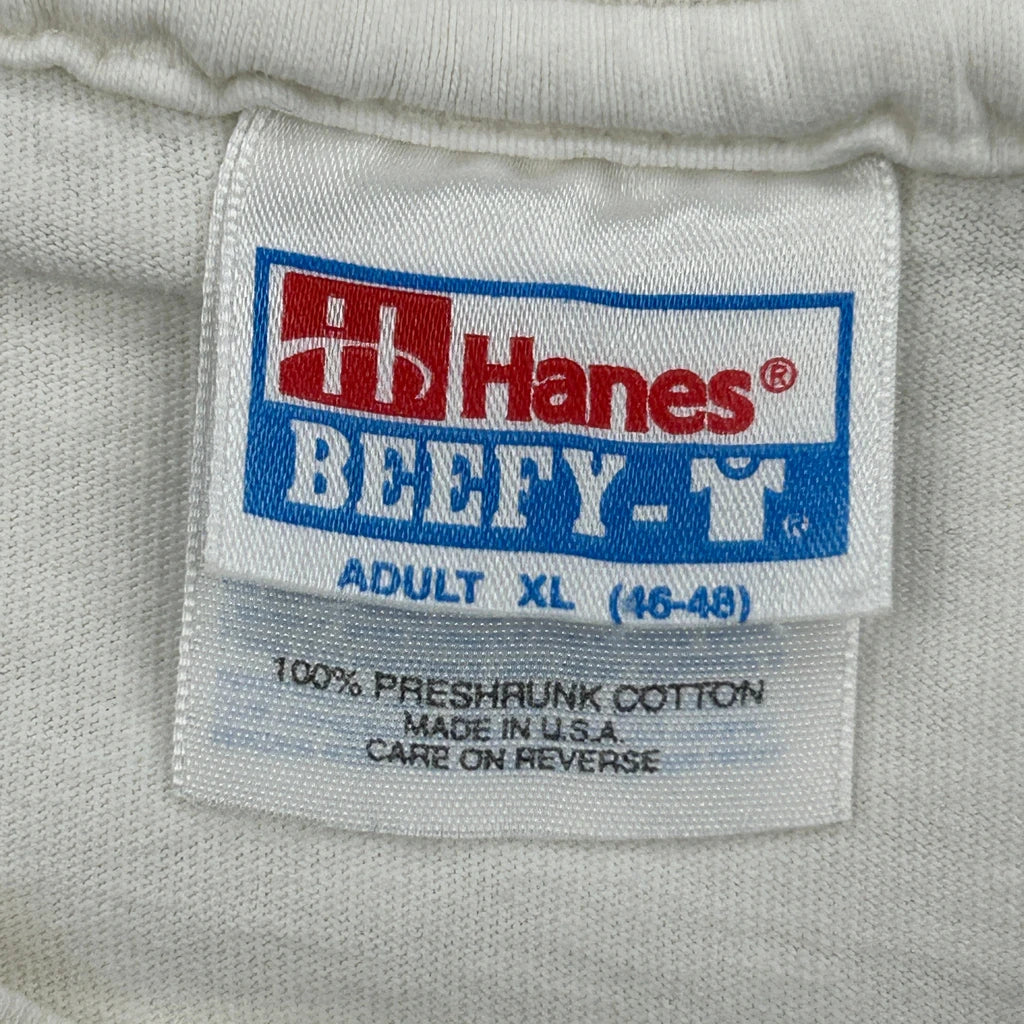 Hanes®
BEEFY-T®
ADULT XL (46-48)
100% PRESHRUNK COTTON
MADE IN U.S.A.
CARE ON REVERSE